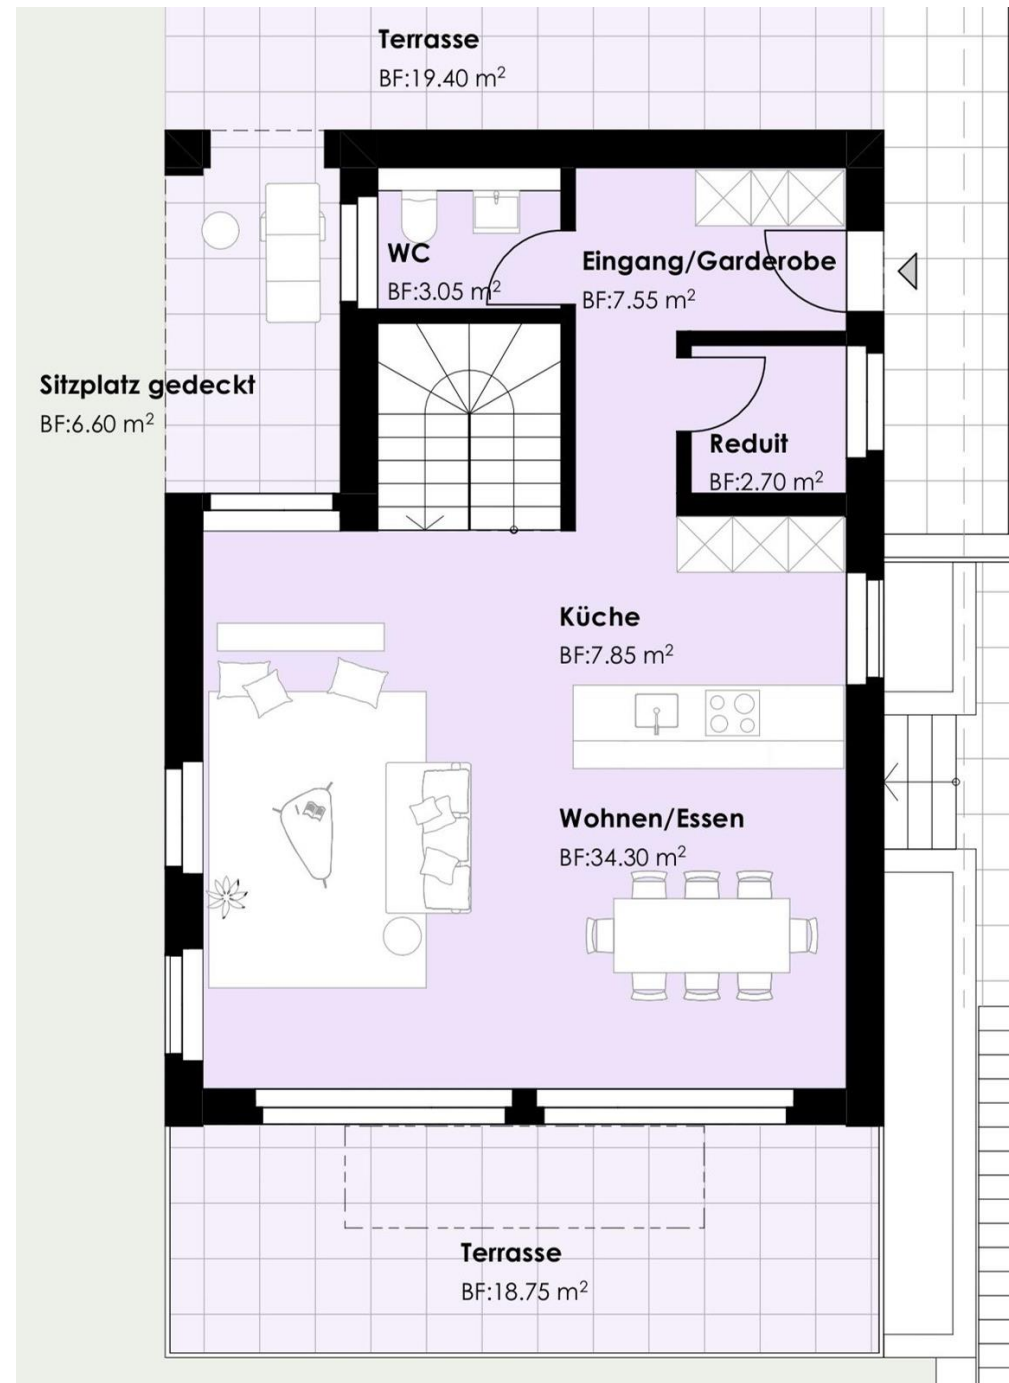 Terrasse
BF:19.40 m²
WC
BF:3.05 m²
Eingang/Garderobe
BF:7.55 m²
Sitzplatz gedeckt
BF:6.60 m²
Reduit
BF:2.70 m²
Küche
BF:7.85 m²
Wohnen/Essen
BF:34.30 m²
Terrasse
BF:18.75 m²